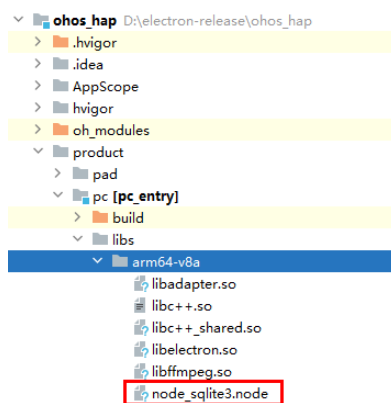 ohos_hap D:\electron-release\ohos_hap
.hvigor
.idea
AppScope
hvigor
oh_modules
product
pad
pc [pc_entry]
build
libs
arm64-v8a
libadapter.so
libc++.so
libc++_shared.so
libelectron.so
libffmpeg.so
node_sqlite3.node